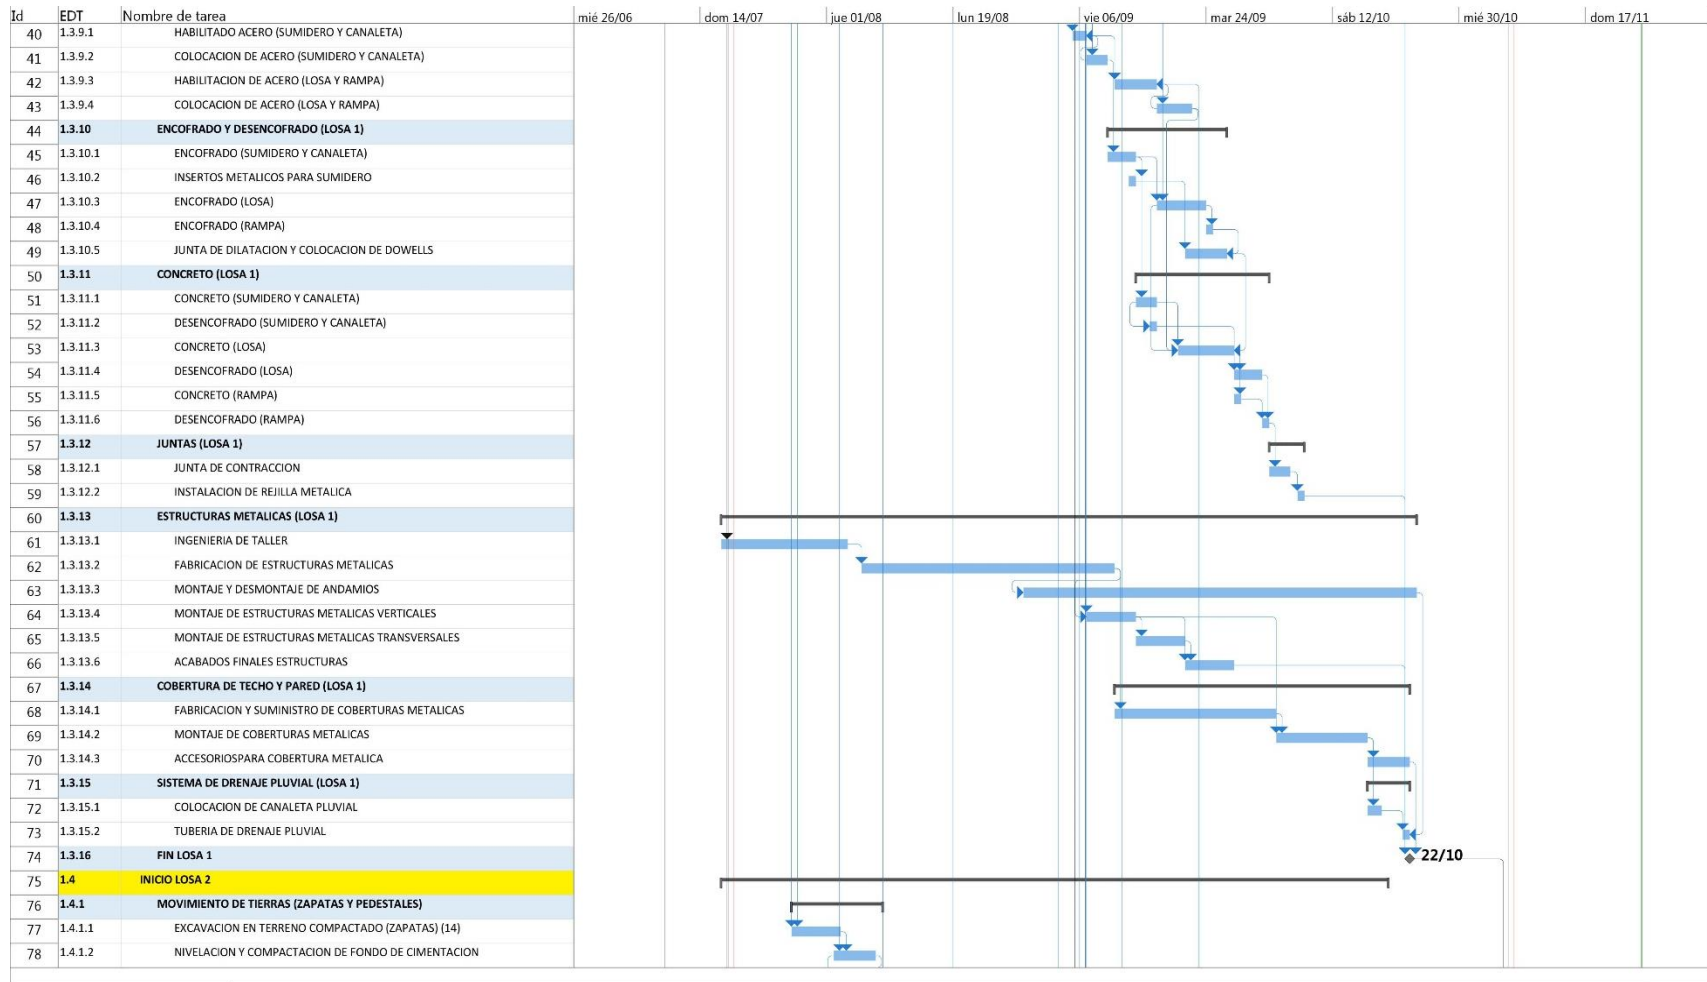 Id EDT Nombre de tarea mié 26/06 dom 14/07 jue 01/08 lun 19/08 vie 06/09 mar 24/09 sáb 12/10 mié 30/10 dom 17/11
40 1.3.9.1 HABILITADO ACERO (SUMIDERO Y CANALETA)
41 1.3.9.2 COLOCACION DE ACERO (SUMIDERO Y CANALETA)
42 1.3.9.3 HABILITACION DE ACERO (LOSA Y RAMPA)
43 1.3.9.4 COLOCACION DE ACERO (LOSA Y RAMPA)
44 1.3.10 ENCOFRADO Y DESENCOFRADO (LOSA 1)
45 1.3.10.1 ENCOFRADO (SUMIDERO Y CANALETA)
46 1.3.10.2 INSERTOS METALICOS PARA SUMIDERO
47 1.3.10.3 ENCOFRADO (LOSA)
48 1.3.10.4 ENCOFRADO (RAMPA)
49 1.3.10.5 JUNTA DE DILATACION Y COLOCACION DE DOWELLS
50 1.3.11 CONCRETO (LOSA 1)
51 1.3.11.1 CONCRETO (SUMIDERO Y CANALETA)
52 1.3.11.2 DESENCOFRADO (SUMIDERO Y CANALETA)
53 1.3.11.3 CONCRETO (LOSA)
54 1.3.11.4 DESENCOFRADO (LOSA)
55 1.3.11.5 CONCRETO (RAMPA)
56 1.3.11.6 DESENCOFRADO (RAMPA)
57 1.3.12 JUNTAS (LOSA 1)
58 1.3.12.1 JUNTA DE CONTRACCION
59 1.3.12.2 INSTALACION DE REJILLA METALICA
60 1.3.13 ESTRUCTURAS METALICAS (LOSA 1)
61 1.3.13.1 INGENIERIA DE TALLER
62 1.3.13.2 FABRICACION DE ESTRUCTURAS METALICAS
63 1.3.13.3 MONTAJE Y DESMONTAJE DE ANDAMIOS
64 1.3.13.4 MONTAJE DE ESTRUCTURAS METALICAS VERTICALES
65 1.3.13.5 MONTAJE DE ESTRUCTURAS METALICAS TRANSVERSALES
66 1.3.13.6 ACABADOS FINALES ESTRUCTURAS
67 1.3.14 COBERTURA DE TECHO Y PARED (LOSA 1)
68 1.3.14.1 FABRICACION Y SUMINISTRO DE COBERTURAS METALICAS
69 1.3.14.2 MONTAJE DE COBERTURAS METALICAS
70 1.3.14.3 ACCESORIOSPARA COBERTURA METALICA
71 1.3.15 SISTEMA DE DRENAJE PLUVIAL (LOSA 1)
72 1.3.15.1 COLOCACION DE CANALETA PLUVIAL
73 1.3.15.2 TUBERIA DE DRENAJE PLUVIAL
74 1.3.16 FIN LOSA 1 22/10
75 1.4 INICIO LOSA 2
76 1.4.1 MOVIMIENTO DE TIERRAS (ZAPATAS Y PEDESTALES)
77 1.4.1.1 EXCAVACION EN TERRENO COMPACTADO (ZAPATAS) (14)
78 1.4.1.2 NIVELACION Y COMPACTACION DE FONDO DE CIMENTACION